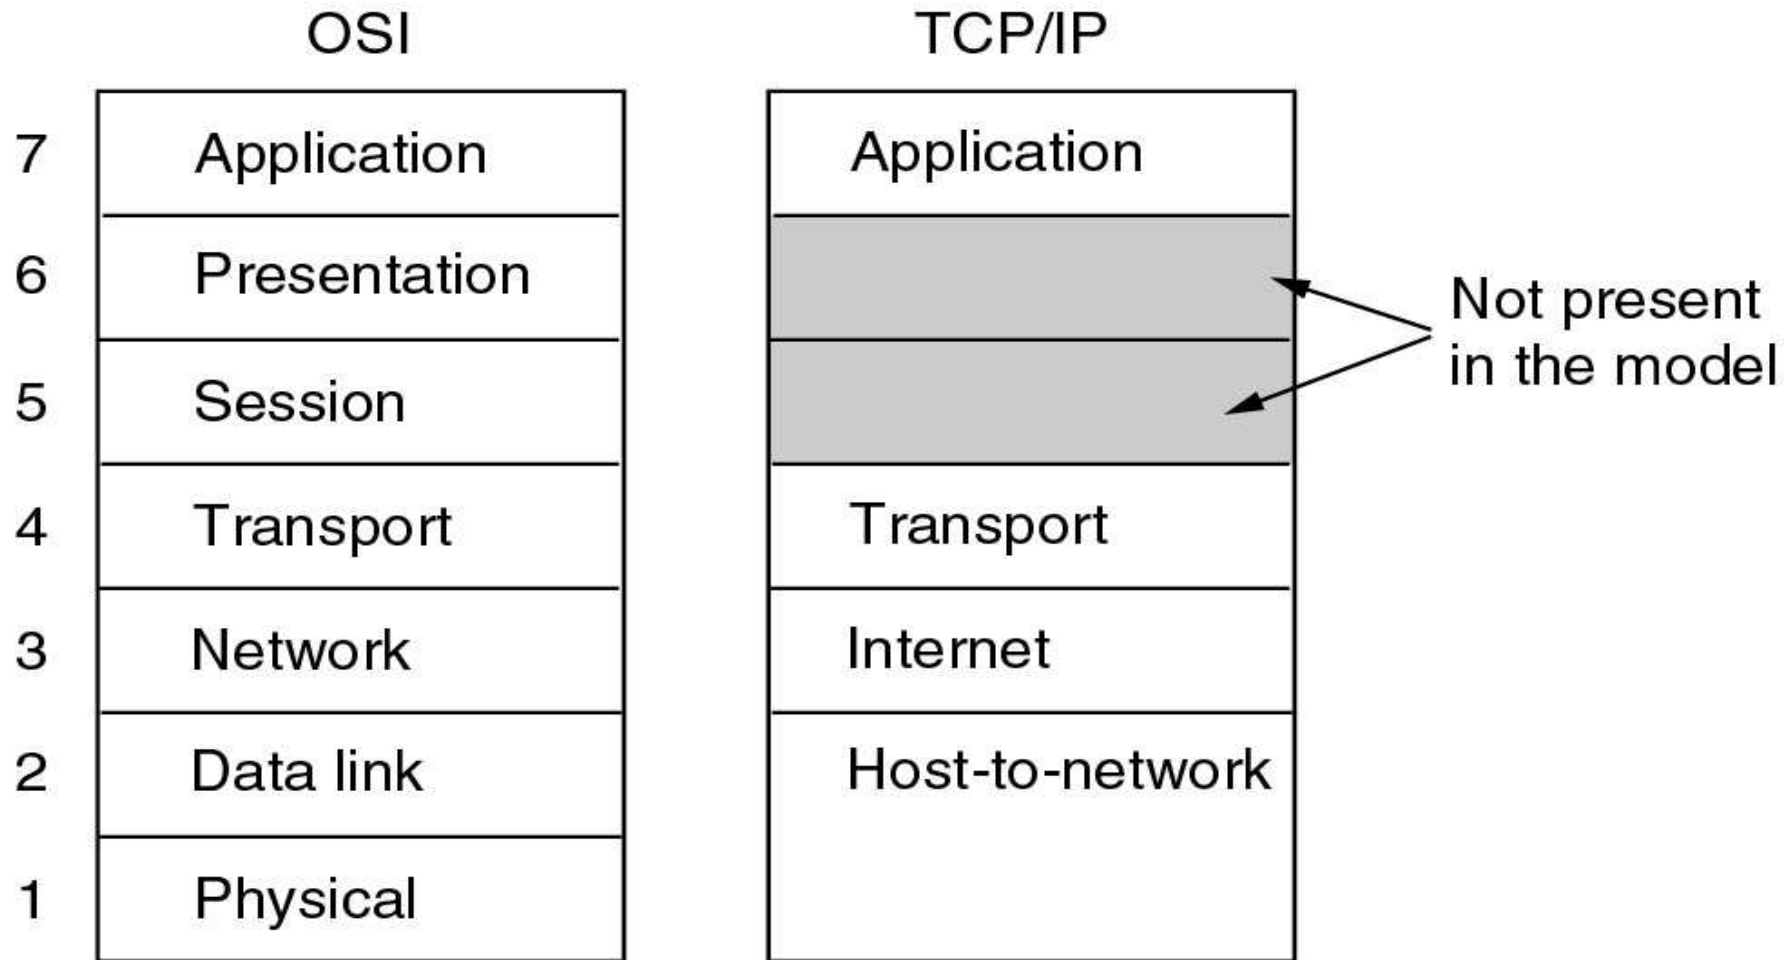 OSI
TCP/IP
7 Application Application
6 Presentation
5 Session
Not present
in the model
4 Transport Transport
3 Network Internet
2 Data link Host-to-network
1 Physical